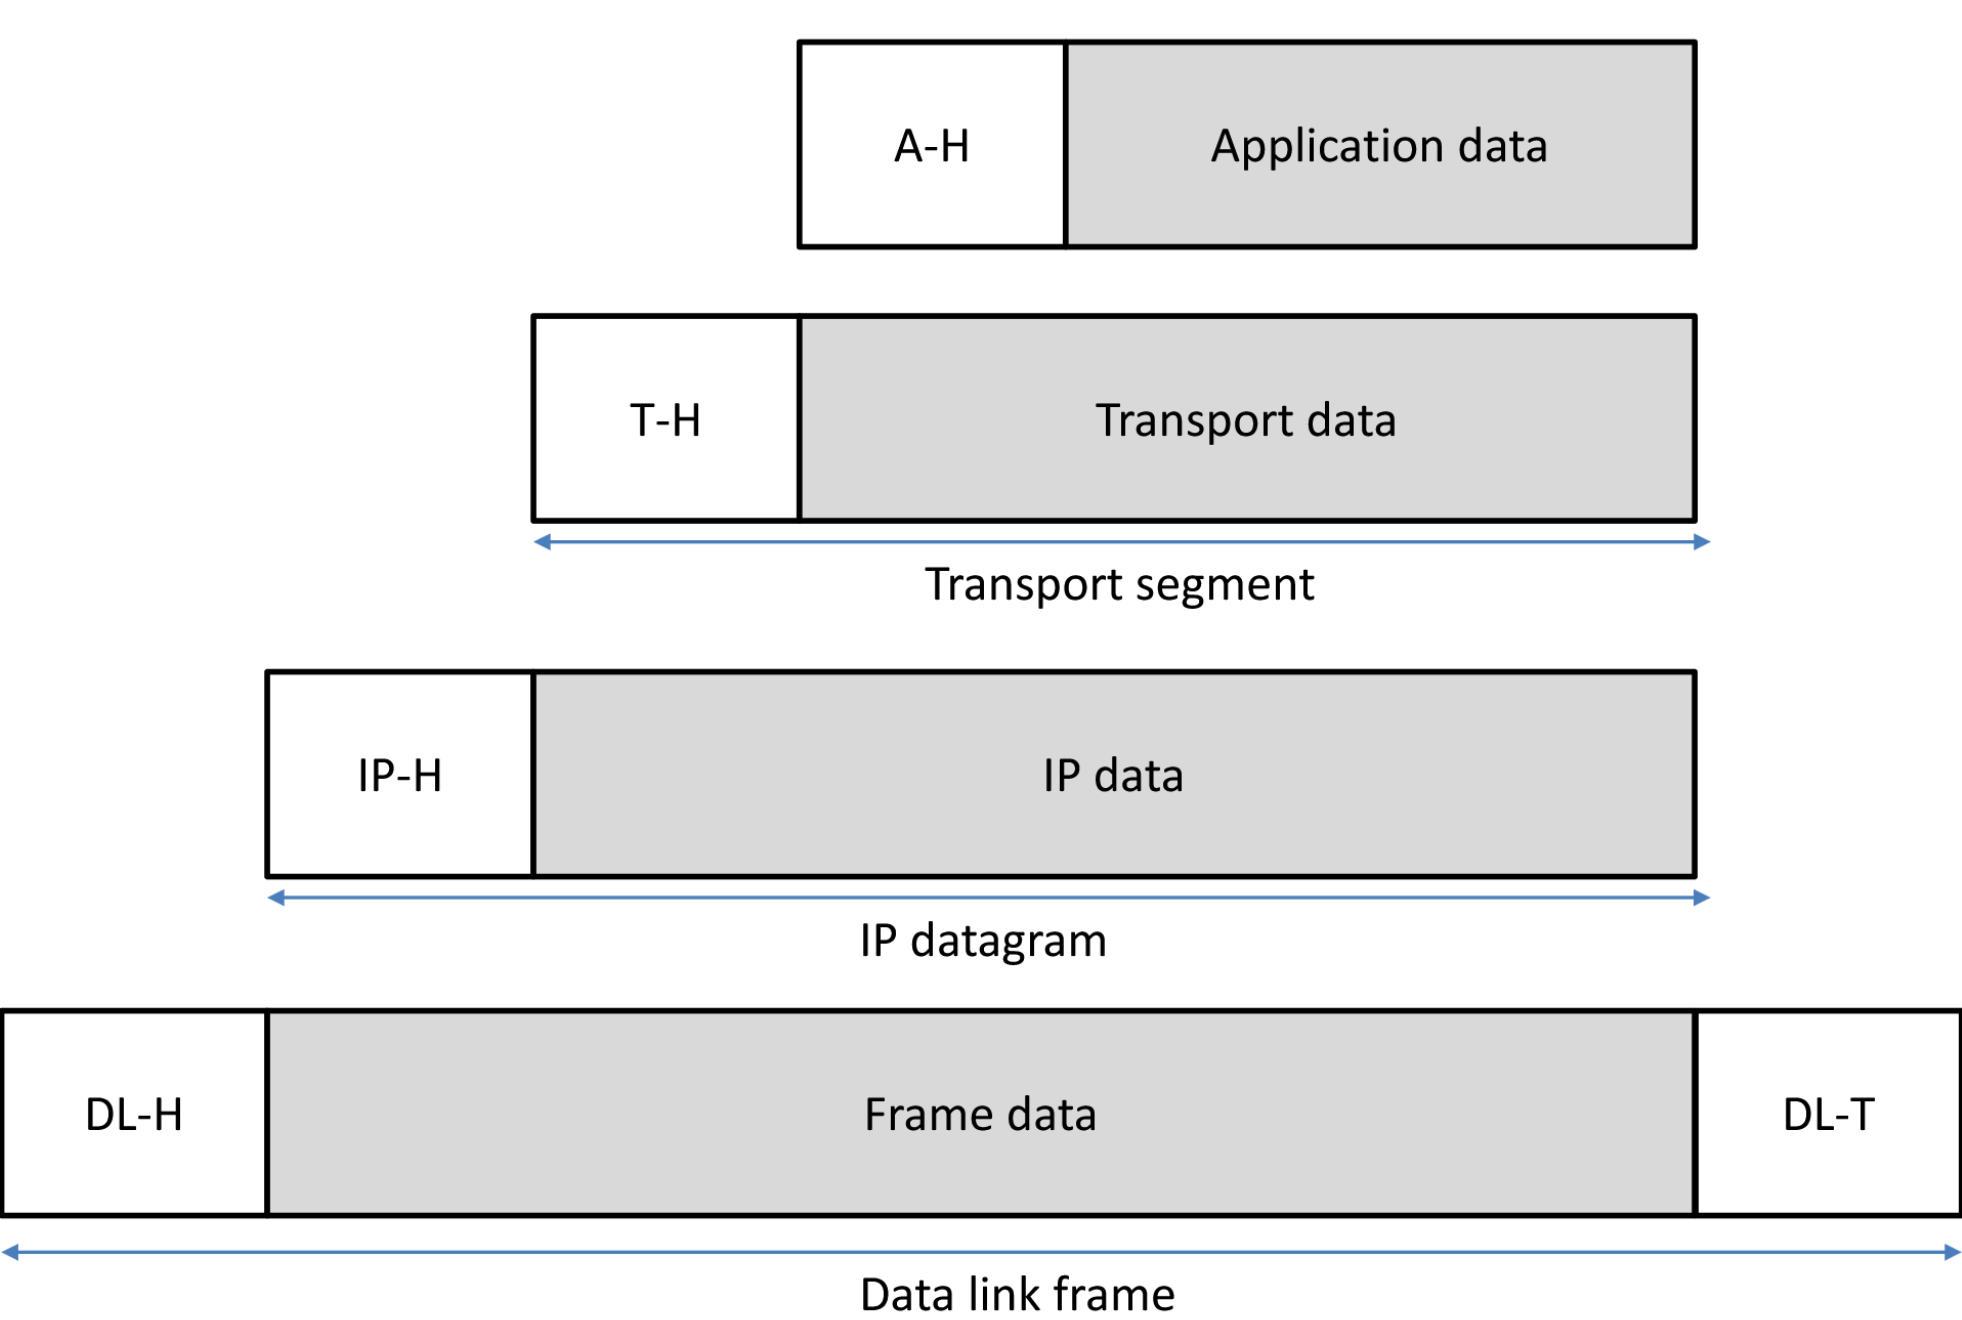 A-H
Application data
T-H
Transport data
Transport segment
IP-H
IP data
IP datagram
DL-H
Frame data
DL-T
Data link frame